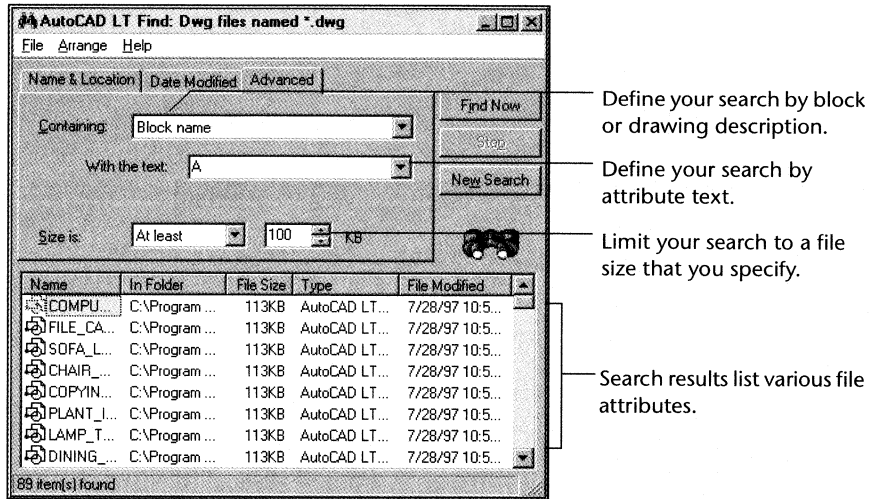 AutoCAD LT Find: Dwg files named *.dwg
File Arrange Help
Name & Location Date Modified Advanced
Find Now
Containing: Block name
Stop
With the text: A
New Search
Size is: At least 100 KB
Define your search by block
or drawing description.
Define your search by
attribute text.
Limit your search to a file
size that you specify.
Name In Folder File Size Type File Modified
COMPU... C:\Program ... 113KB AutoCAD LT... 7/28/97 10:5...
FILE_CA... C:\Program ... 113KB AutoCAD LT... 7/28/97 10:5...
SOFA_L... C:\Program ... 113KB AutoCAD LT... 7/28/97 10:5...
CHAIR_... C:\Program ... 113KB AutoCAD LT... 7/28/97 10:5...
COPYIN... C:\Program ... 113KB AutoCAD LT... 7/28/97 10:5...
PLANT_I... C:\Program ... 113KB AutoCAD LT... 7/28/97 10:5...
LAMP_T... C:\Program ... 113KB AutoCAD LT... 7/28/97 10:5...
DINING_... C:\Program ... 113KB AutoCAD LT... 7/28/97 10:5...
Search results list various file
attributes.
89 item(s) found